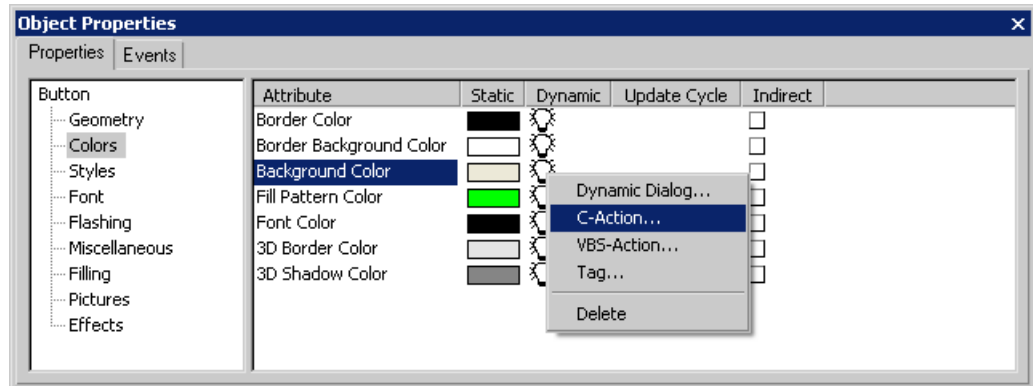 Object Properties
Properties Events
Button
Geometry
Colors
Styles
Font
Flashing
Miscellaneous
Filling
Pictures
Effects
Attribute Static Dynamic Update Cycle Indirect
Border Color
Border Background Color
Background Color
Fill Pattern Color
Font Color
3D Border Color
3D Shadow Color
Dynamic Dialog...
C-Action...
VBS-Action...
Tag...
Delete